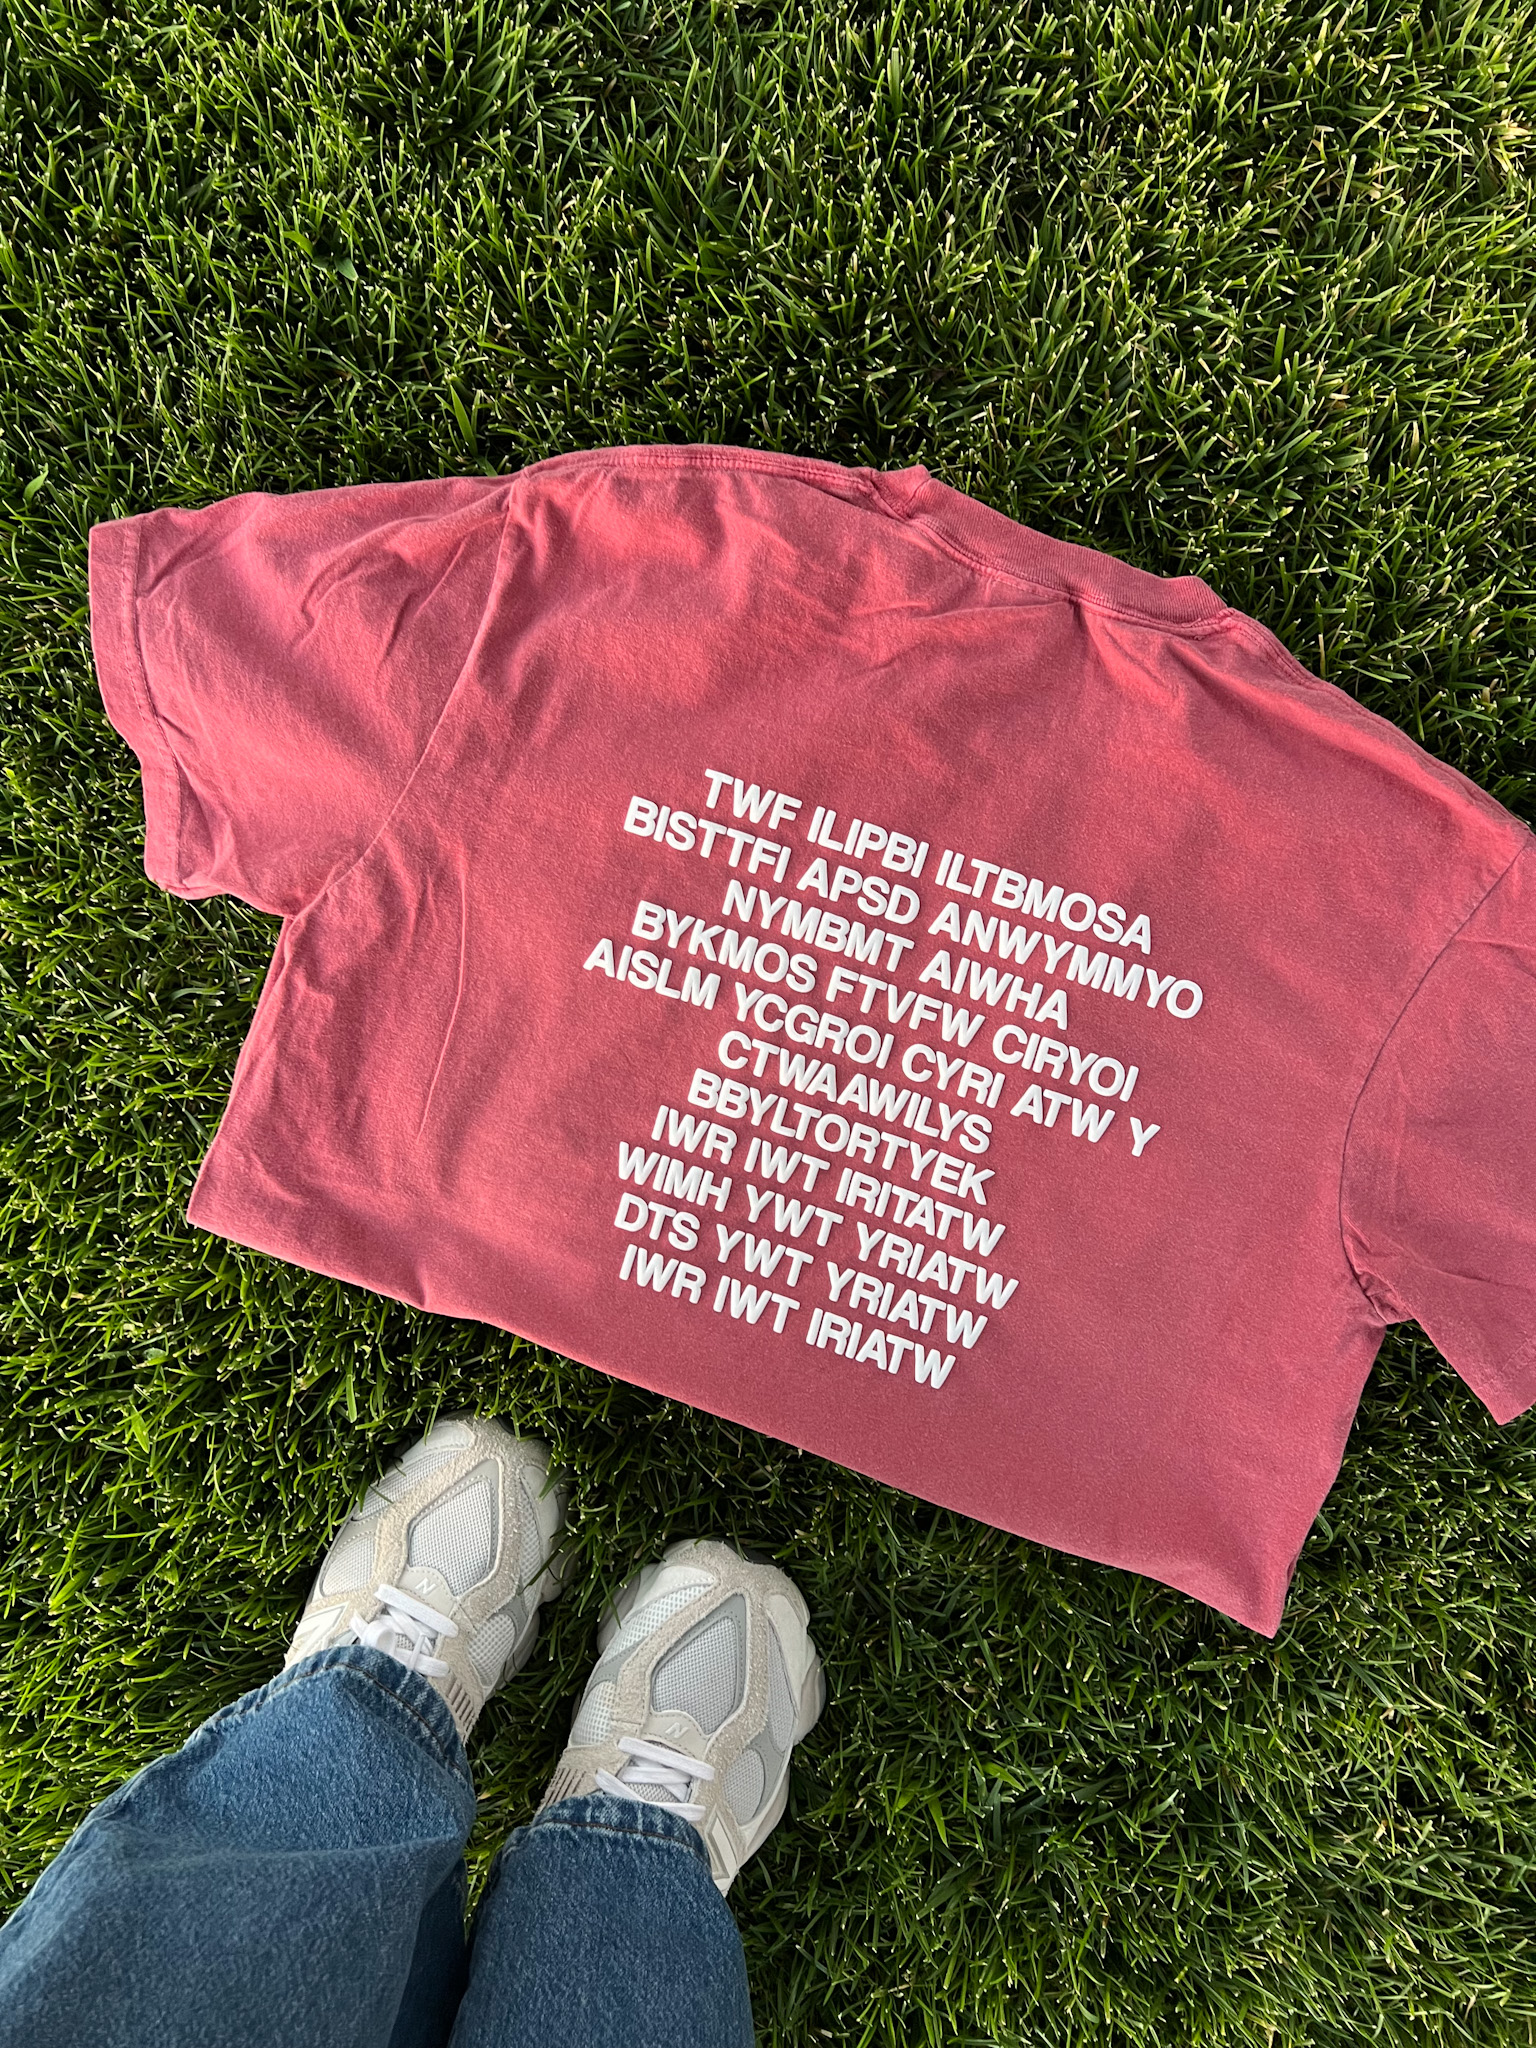 TWF ILIPBI ILTBMOSA
BISTTFI APSD ANWYMMYO
NYMBMT AIWHA
BYKMOS FTVFW CIRYOI
AISLM YCGROI CYRI ATW Y
CTWAAWILYS
BBYLTORTYEK
IWR IWT IRITATW
WIMH YWT YRIATW
DTS YWT YRIATW
IWR IWT IRIATW
N
N